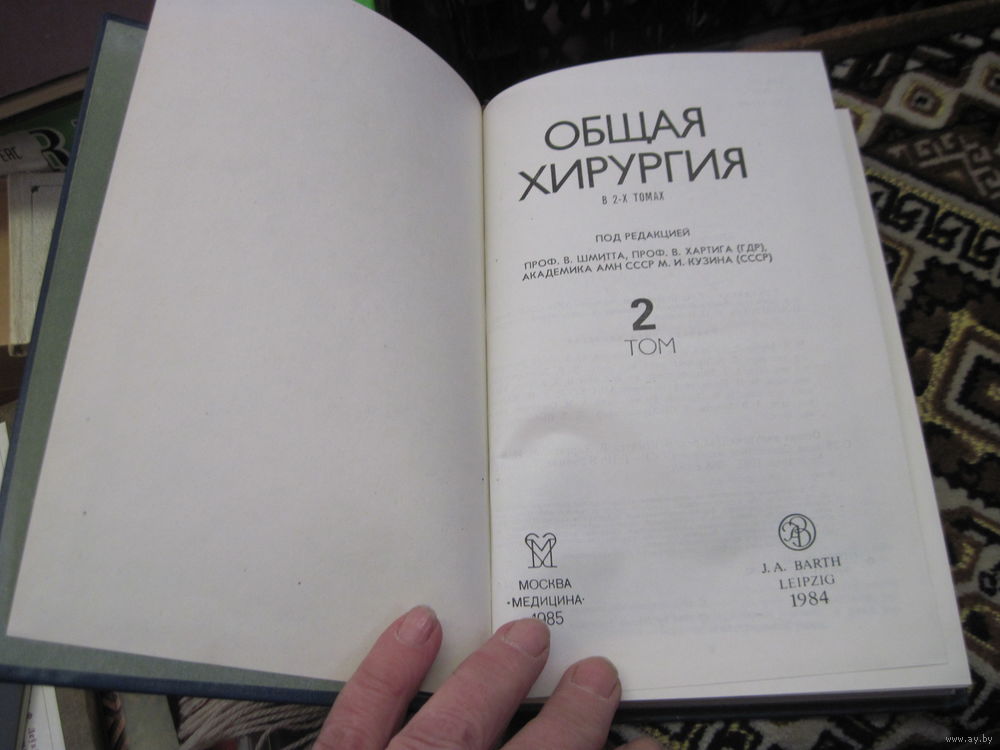 ОБЩАЯ
ХИРУРГИЯ
В 2-Х ТОМАХ
ПОД РЕДАКЦИЕЙ
ПРОФ. В. ШМИТТА, ПРОФ. В. ХАРТИГА (ГДР),
АКАДЕМИКА АМН СССР М. И. КУЗИНА (СССР)
2
ТОМ
МОСКВА
·МЕДИЦИНА·
1985
J. A. BARTH
LEIPZIG
1984
www.ay.by